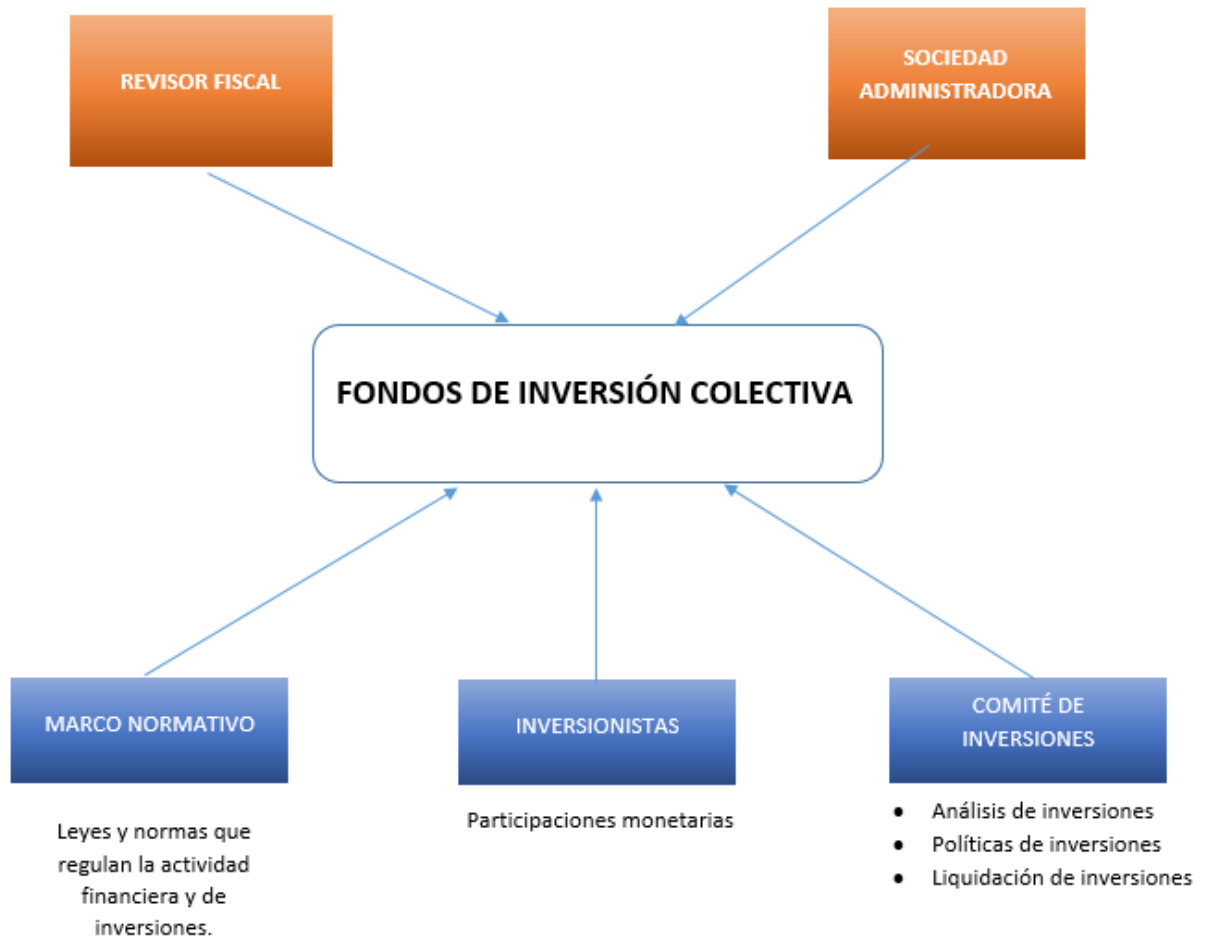 REVISOR FISCAL
SOCIEDAD
ADMINISTRADORA
FONDOS DE INVERSIÓN COLECTIVA
MARCO NORMATIVO
Leyes y normas que
regulan la actividad
financiera y de
inversiones.
INVERSIONISTAS
Participaciones monetarias
COMITÉ DE
INVERSIONES
• Análisis de inversiones
• Políticas de inversiones
• Liquidación de inversiones